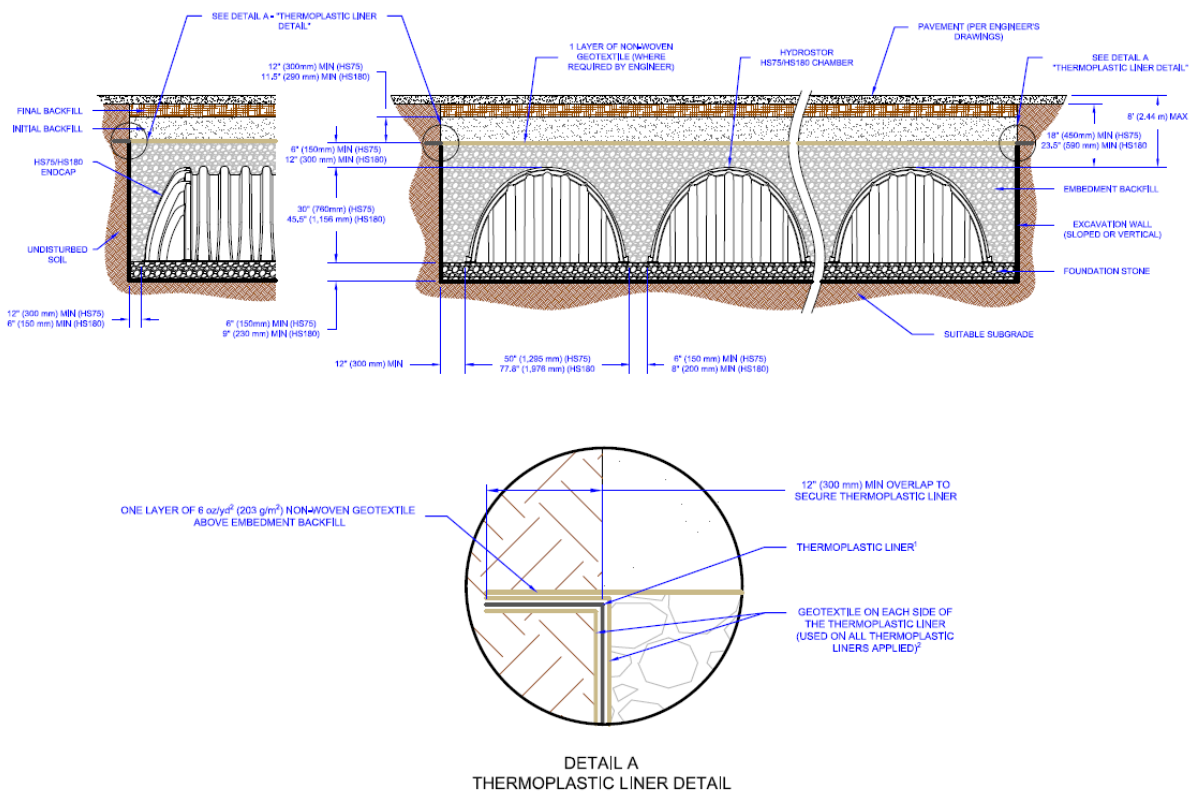 SEE DETAIL A - "THERMOPLASTIC LINER
DETAIL"
PAVEMENT (PER ENGINEER'S
DRAWINGS)
1 LAYER OF NON-WOVEN
GEOTEXTILE (WHERE
REQUIRED BY ENGINEER)
HYDROSTOR
HS75/HS180 CHAMBER
SEE DETAIL A
"THERMOPLASTIC LINER DETAIL"
12" (300mm) MIN (HS75)
11.5" (290 mm) MIN (HS180)
FINAL BACKFILL
INITIAL BACKFILL
8' (2.44 m) MAX
18" (450mm) MIN (HS75)
23.5" (590 mm) MIN (HS180
6" (150mm) MIN (HS75)
12" (300 mm) MIN (HS180)
HS75/HS180
ENDCAP
EMBEDMENT BACKFILL
30" (760mm) (HS75)
45.5" (1,156 mm) (HS180)
EXCAVATION WALL
(SLOPED OR VERTICAL)
UNDISTURBED
SOIL
FOUNDATION STONE
12" (300 mm) MIN (HS75)
6" (150 mm) MIN (HS180)
6" (150mm) MIN (HS75)
9" (230 mm) MIN (HS180)
SUITABLE SUBGRADE
12" (300 mm) MIN
50" (1,295 mm) (HS75)
77.8" (1,976 mm) (HS180
6" (150 mm) MIN (HS75)
8" (200 mm) MIN (HS180)
12" (300 mm) MIN OVERLAP TO
SECURE THERMOPLASTIC LINER
ONE LAYER OF 6 oz/yd² (203 g/m²) NON-WOVEN GEOTEXTILE
ABOVE EMBEDMENT BACKFILL
THERMOPLASTIC LINER¹
GEOTEXTILE ON EACH SIDE OF
THE THERMOPLASTIC LINER
(USED ON ALL THERMOPLASTIC
LINERS APPLIED)²
DETAIL A
THERMOPLASTIC LINER DETAIL